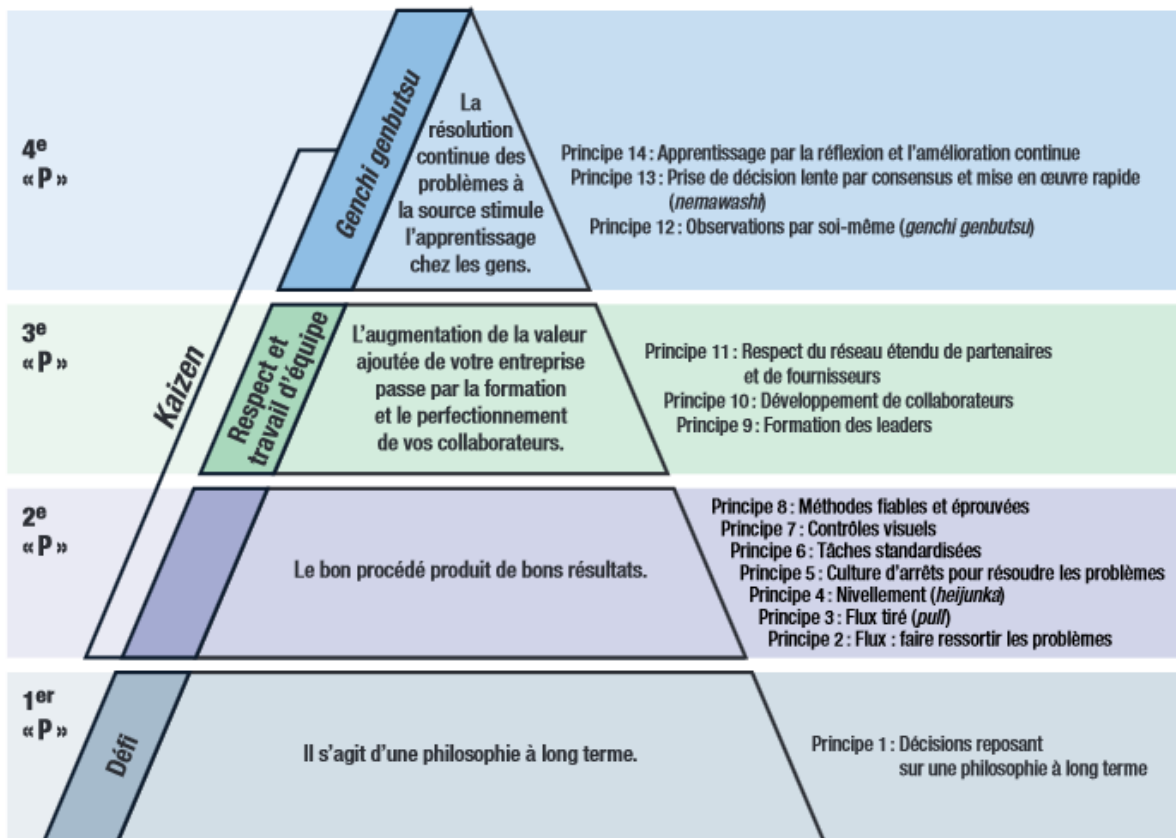 4e
« P »
Genchi genbutsu
La
résolution
continue des
problèmes à
la source stimule
l'apprentissage
chez les gens.
Principe 14 : Apprentissage par la réflexion et l'amélioration continue
Principe 13 : Prise de décision lente par consensus et mise en œuvre rapide
(nemawashi)
Principe 12 : Observations par soi-même (genchi genbutsu)
Kaizen
3e
« P »
Respect et
travail d'équipe
L'augmentation de la valeur
ajoutée de votre entreprise
passe par la formation
et le perfectionnement
de vos collaborateurs.
Principe 11 : Respect du réseau étendu de partenaires
et de fournisseurs
Principe 10 : Développement de collaborateurs
Principe 9 : Formation des leaders
2e
« P »
Le bon procédé produit de bons résultats.
Principe 8 : Méthodes fiables et éprouvées
Principe 7 : Contrôles visuels
Principe 6 : Tâches standardisées
Principe 5 : Culture d'arrêts pour résoudre les problèmes
Principe 4 : Nivellement (heijunka)
Principe 3 : Flux tiré (pull)
Principe 2 : Flux : faire ressortir les problèmes
1er
« P »
Défi
Il s'agit d'une philosophie à long terme.
Principe 1 : Décisions reposant
sur une philosophie à long terme